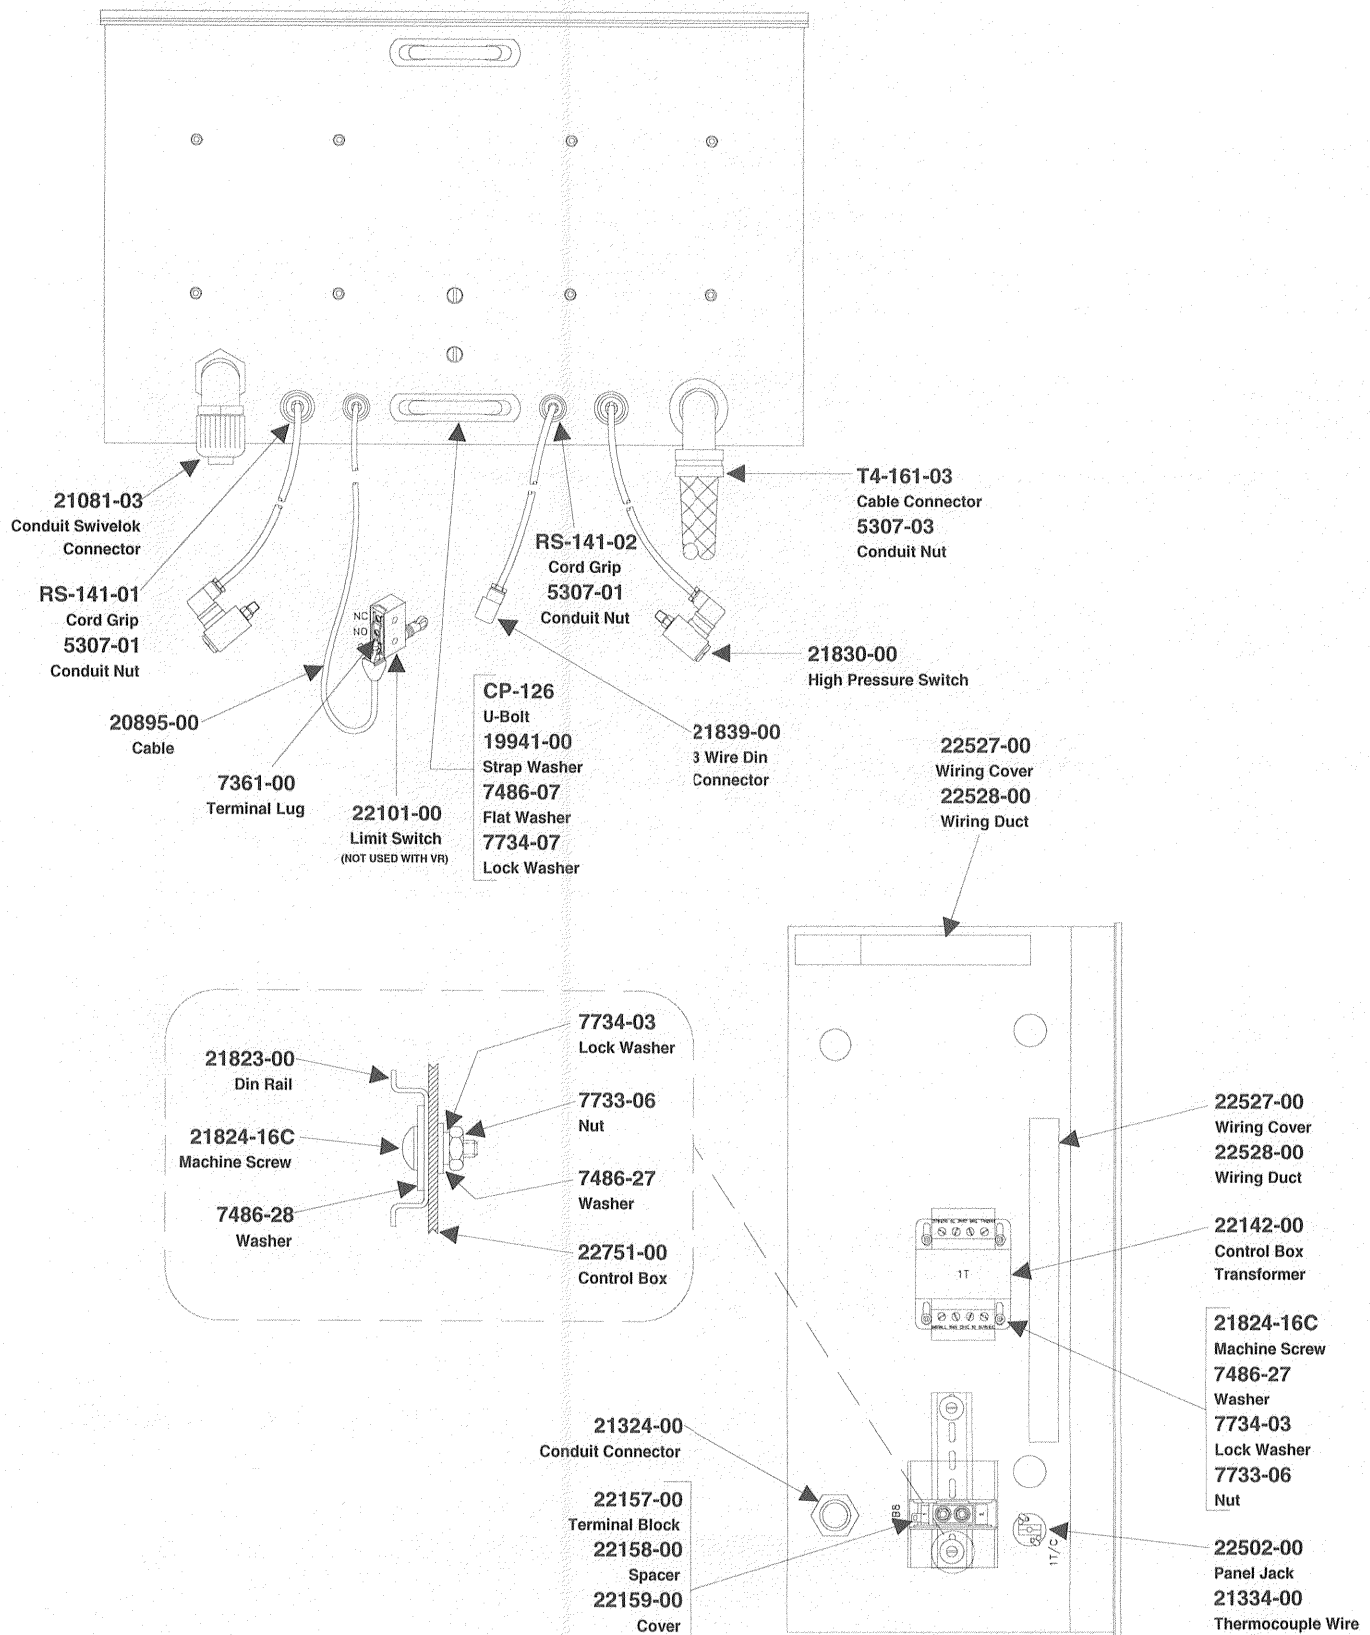 21081-03
Conduit Swivelok
Connector
RS-141-01
Cord Grip
5307-01
Conduit Nut
20895-00
Cable
7361-00
Terminal Lug
NC
NO
22101-00
Limit Switch
(NOT USED WITH VR)
CP-126
U-Bolt
19941-00
Strap Washer
7486-07
Flat Washer
7734-07
Lock Washer
RS-141-02
Cord Grip
5307-01
Conduit Nut
21839-00
3 Wire Din
Connector
T4-161-03
Cable Connector
5307-03
Conduit Nut
21830-00
High Pressure Switch
22527-00
Wiring Cover
22528-00
Wiring Duct
21823-00
Din Rail
21824-16C
Machine Screw
7486-28
Washer
7734-03
Lock Washer
7733-06
Nut
7486-27
Washer
22751-00
Control Box
22527-00
Wiring Cover
22528-00
Wiring Duct
22142-00
Control Box
Transformer
1T
21824-16C
Machine Screw
7486-27
Washer
7734-03
Lock Washer
7733-06
Nut
21324-00
Conduit Connector
22157-00
Terminal Block
22158-00
Spacer
22159-00
Cover
1T/C
22502-00
Panel Jack
21334-00
Thermocouple Wire